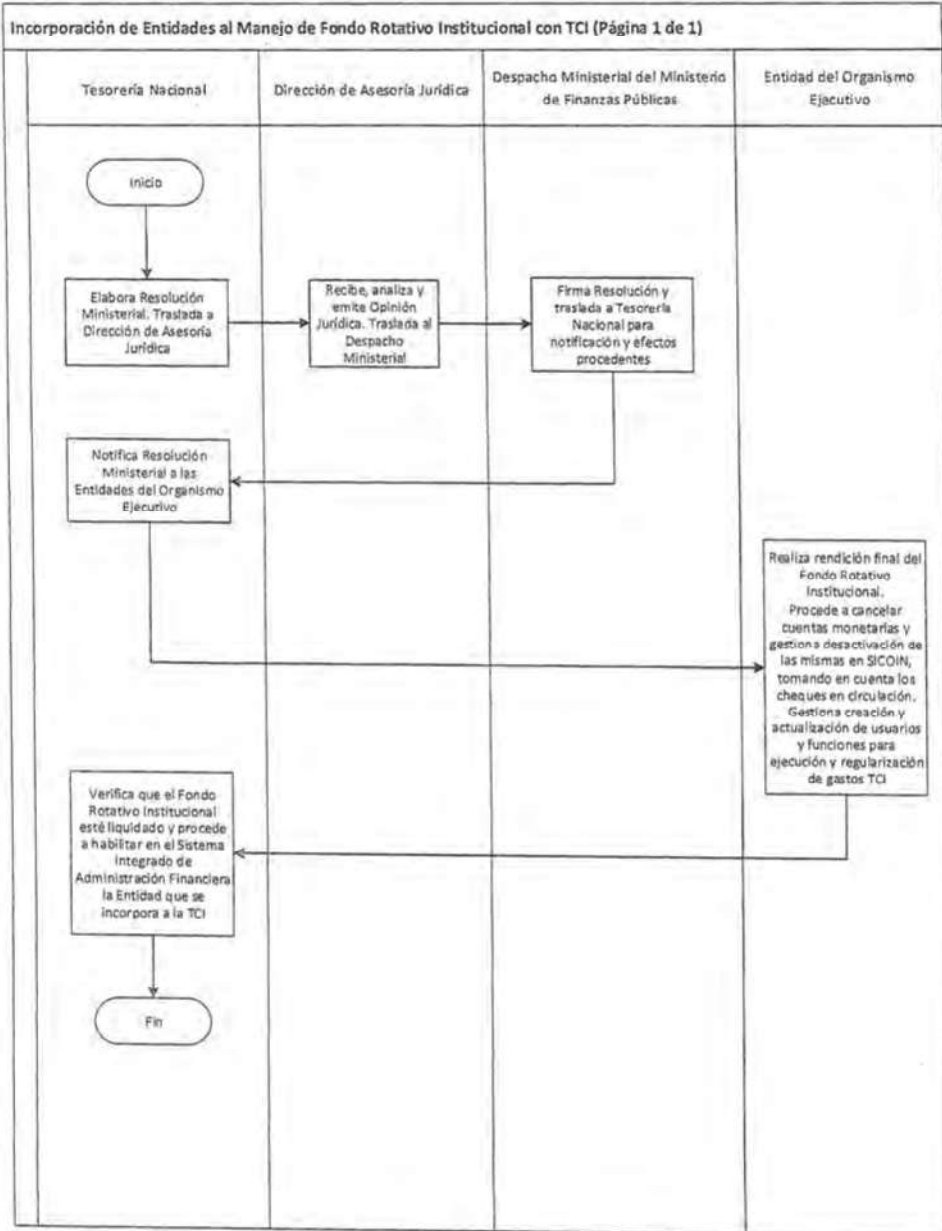 Incorporación de Entidades al Manejo de Fondo Rotativo Institucional con TCI (Página 1 de 1)
Tesorería Nacional
Dirección de Asesoría Jurídica
Despacho Ministerial del Ministerio
de Finanzas Públicas
Entidad del Organismo
Ejecutivo
Inicio
Elabora Resolución
Ministerial. Traslada a
Dirección de Asesoría
Jurídica
Recibe, analiza y
emite Opinión
Jurídica. Traslada al
Despacho
Ministerial
Firma Resolución y
traslada a Tesorería
Nacional para
notificación y efectos
procedentes
Notifica Resolución
Ministerial a las
Entidades del Organismo
Ejecutivo
Realiza rendición final del
Fondo Rotativo
Institucional.
Procede a cancelar
cuentas monetarias y
gestiona desactivación de
las mismas en SICOIN,
tomando en cuenta los
cheques en circulación.
Gestiona creación y
actualización de usuarios
y funciones para
ejecución y regularización
de gastos TCI
Verifica que el Fondo
Rotativo Institucional
esté liquidado y procede
a habilitar en el Sistema
Integrado de
Administración Financiera
la Entidad que se
incorpora a la TCI
Fin